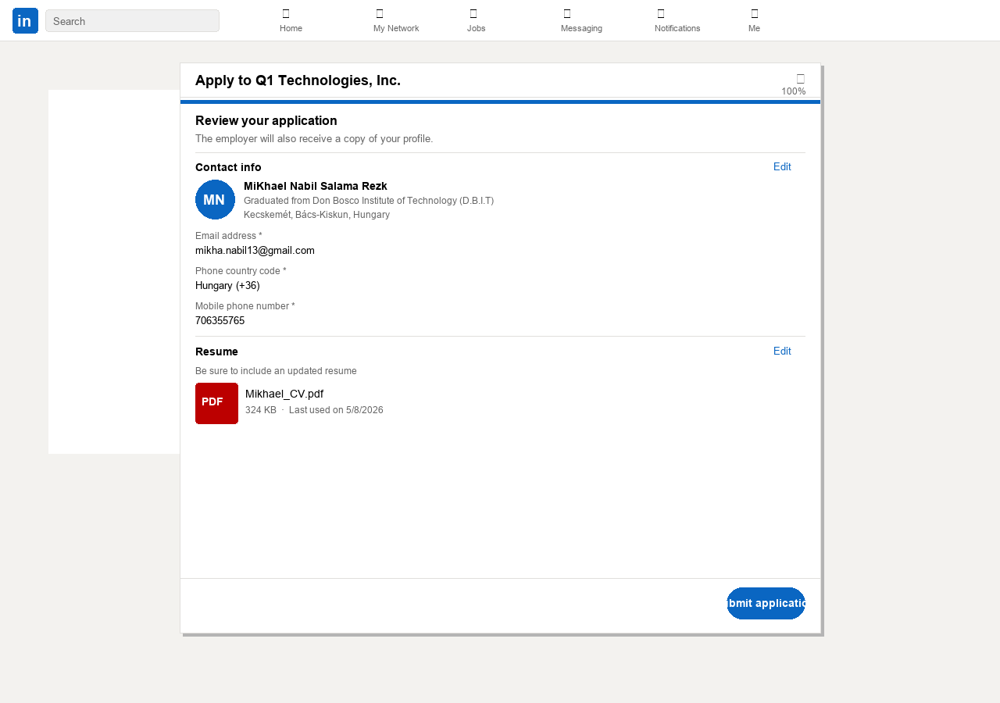 in
Search
Home
My Network
Jobs
Messaging
Notifications
Me
Apply to Q1 Technologies, Inc.
100%
Review your application
The employer will also receive a copy of your profile.
Contact info
Edit
MN
MiKhael Nabil Salama Rezk
Graduated from Don Bosco Institute of Technology (D.B.I.T)
Kecskemét, Bács-Kiskun, Hungary
Email address *
mikha.nabil13@gmail.com
Phone country code *
Hungary (+36)
Mobile phone number *
706355765
Resume
Edit
Be sure to include an updated resume
PDF
Mikhael_CV.pdf
324 KB · Last used on 5/8/2026
ubmit applicatio